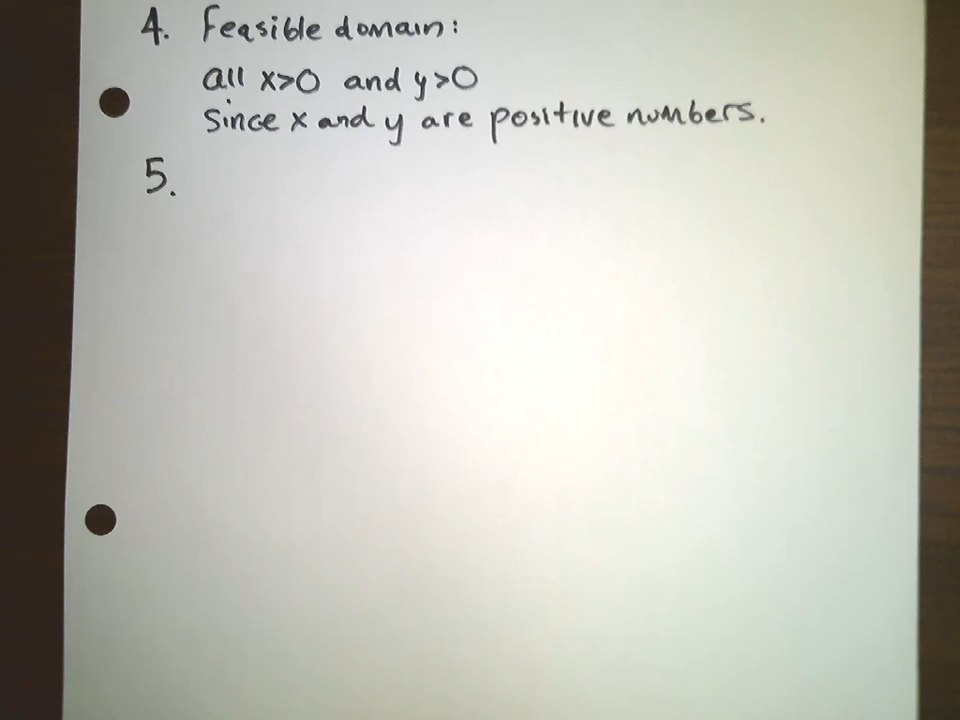 4. Feasible domain:
all x>0 and y>0
since x and y are positive numbers.
5.